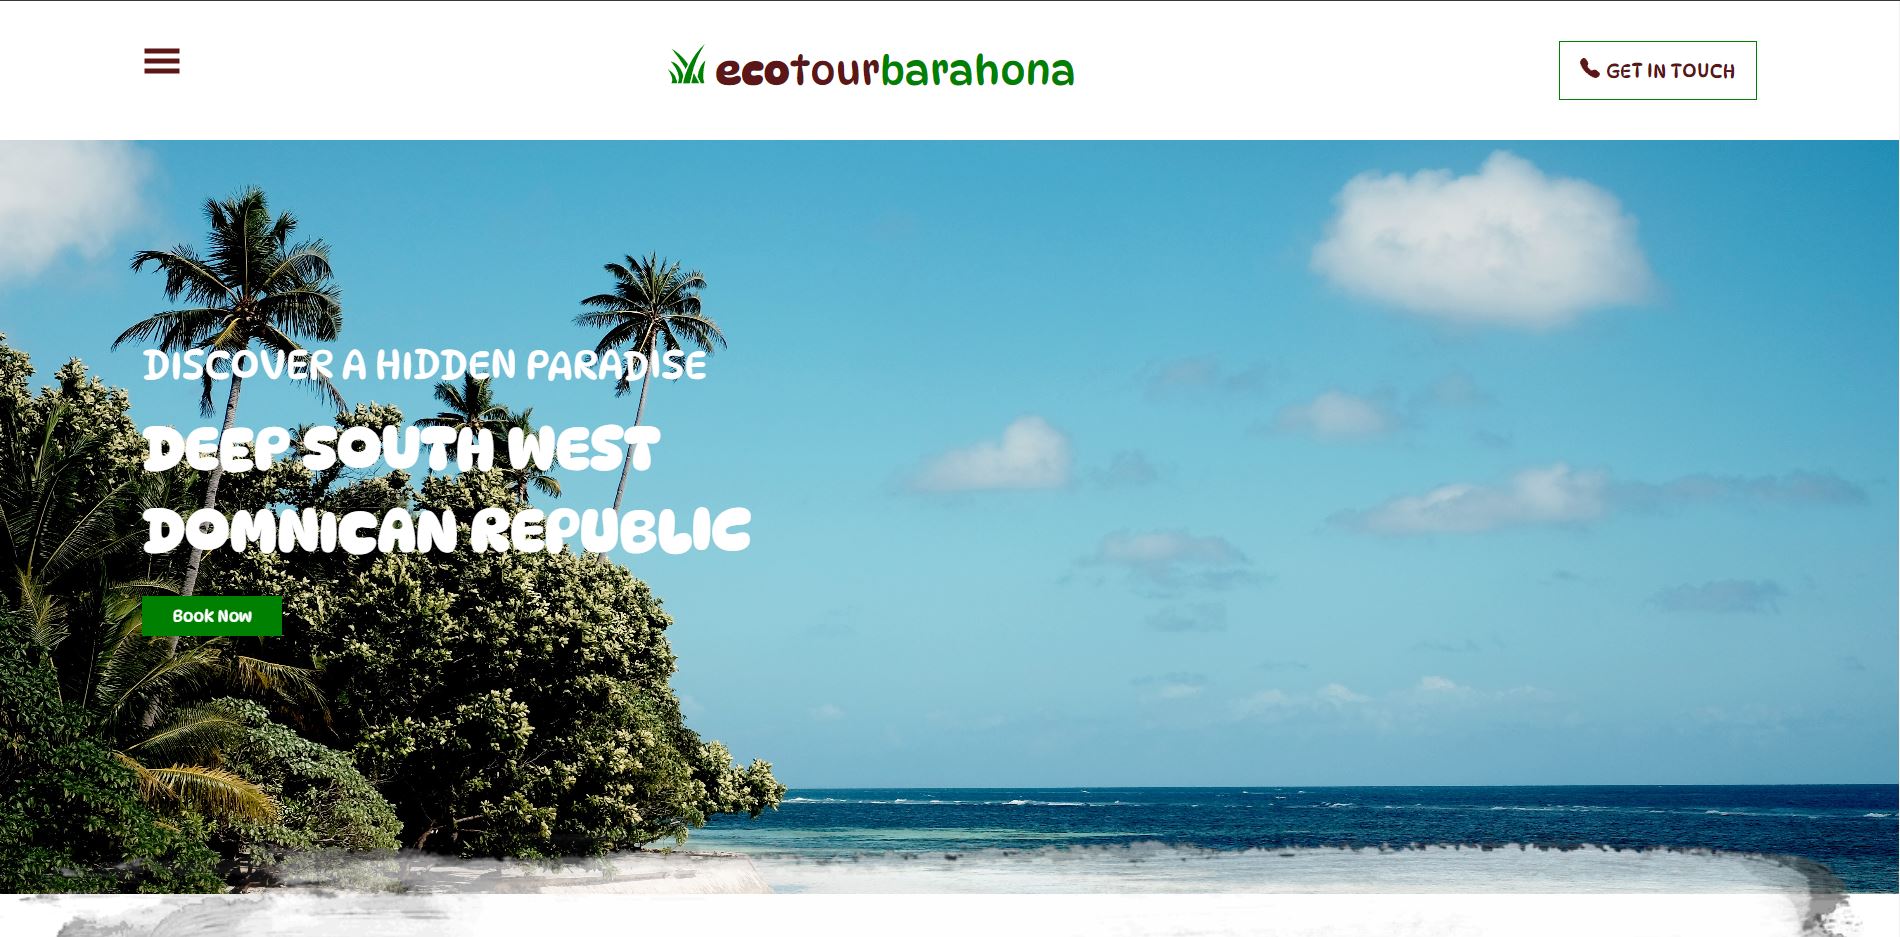 ecotourbarahona
GET IN TOUCH
DISCOVER A HIDDEN PARADISE
DEEP SOUTH WEST
DOMNICAN REPUBLIC
Book Now